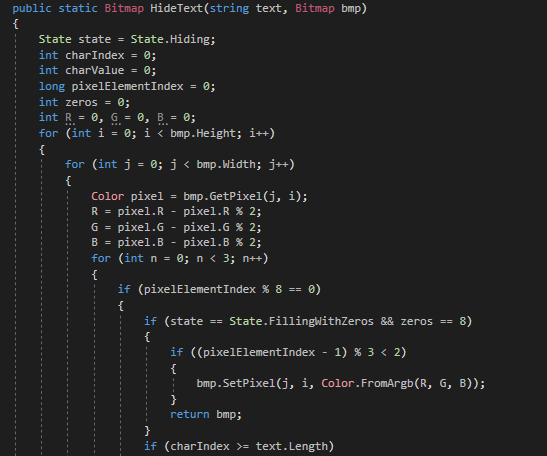 public static Bitmap HideText(string text, Bitmap bmp)
{
State state = State.Hiding;
int charIndex = 0;
int charValue = 0;
long pixelElementIndex = 0;
int zeros = 0;
int R = 0, G = 0, B = 0;
for (int i = 0; i < bmp.Height; i++)
{
for (int j = 0; j < bmp.Width; j++)
{
Color pixel = bmp.GetPixel(j, i);
R = pixel.R - pixel.R % 2;
G = pixel.G - pixel.G % 2;
B = pixel.B - pixel.B % 2;
for (int n = 0; n < 3; n++)
{
if (pixelElementIndex % 8 == 0)
{
if (state == State.FillingWithZeros && zeros == 8)
{
if ((pixelElementIndex - 1) % 3 < 2)
{
bmp.SetPixel(j, i, Color.FromArgb(R, G, B));
}
return bmp;
}
if (charIndex >= text.Length)